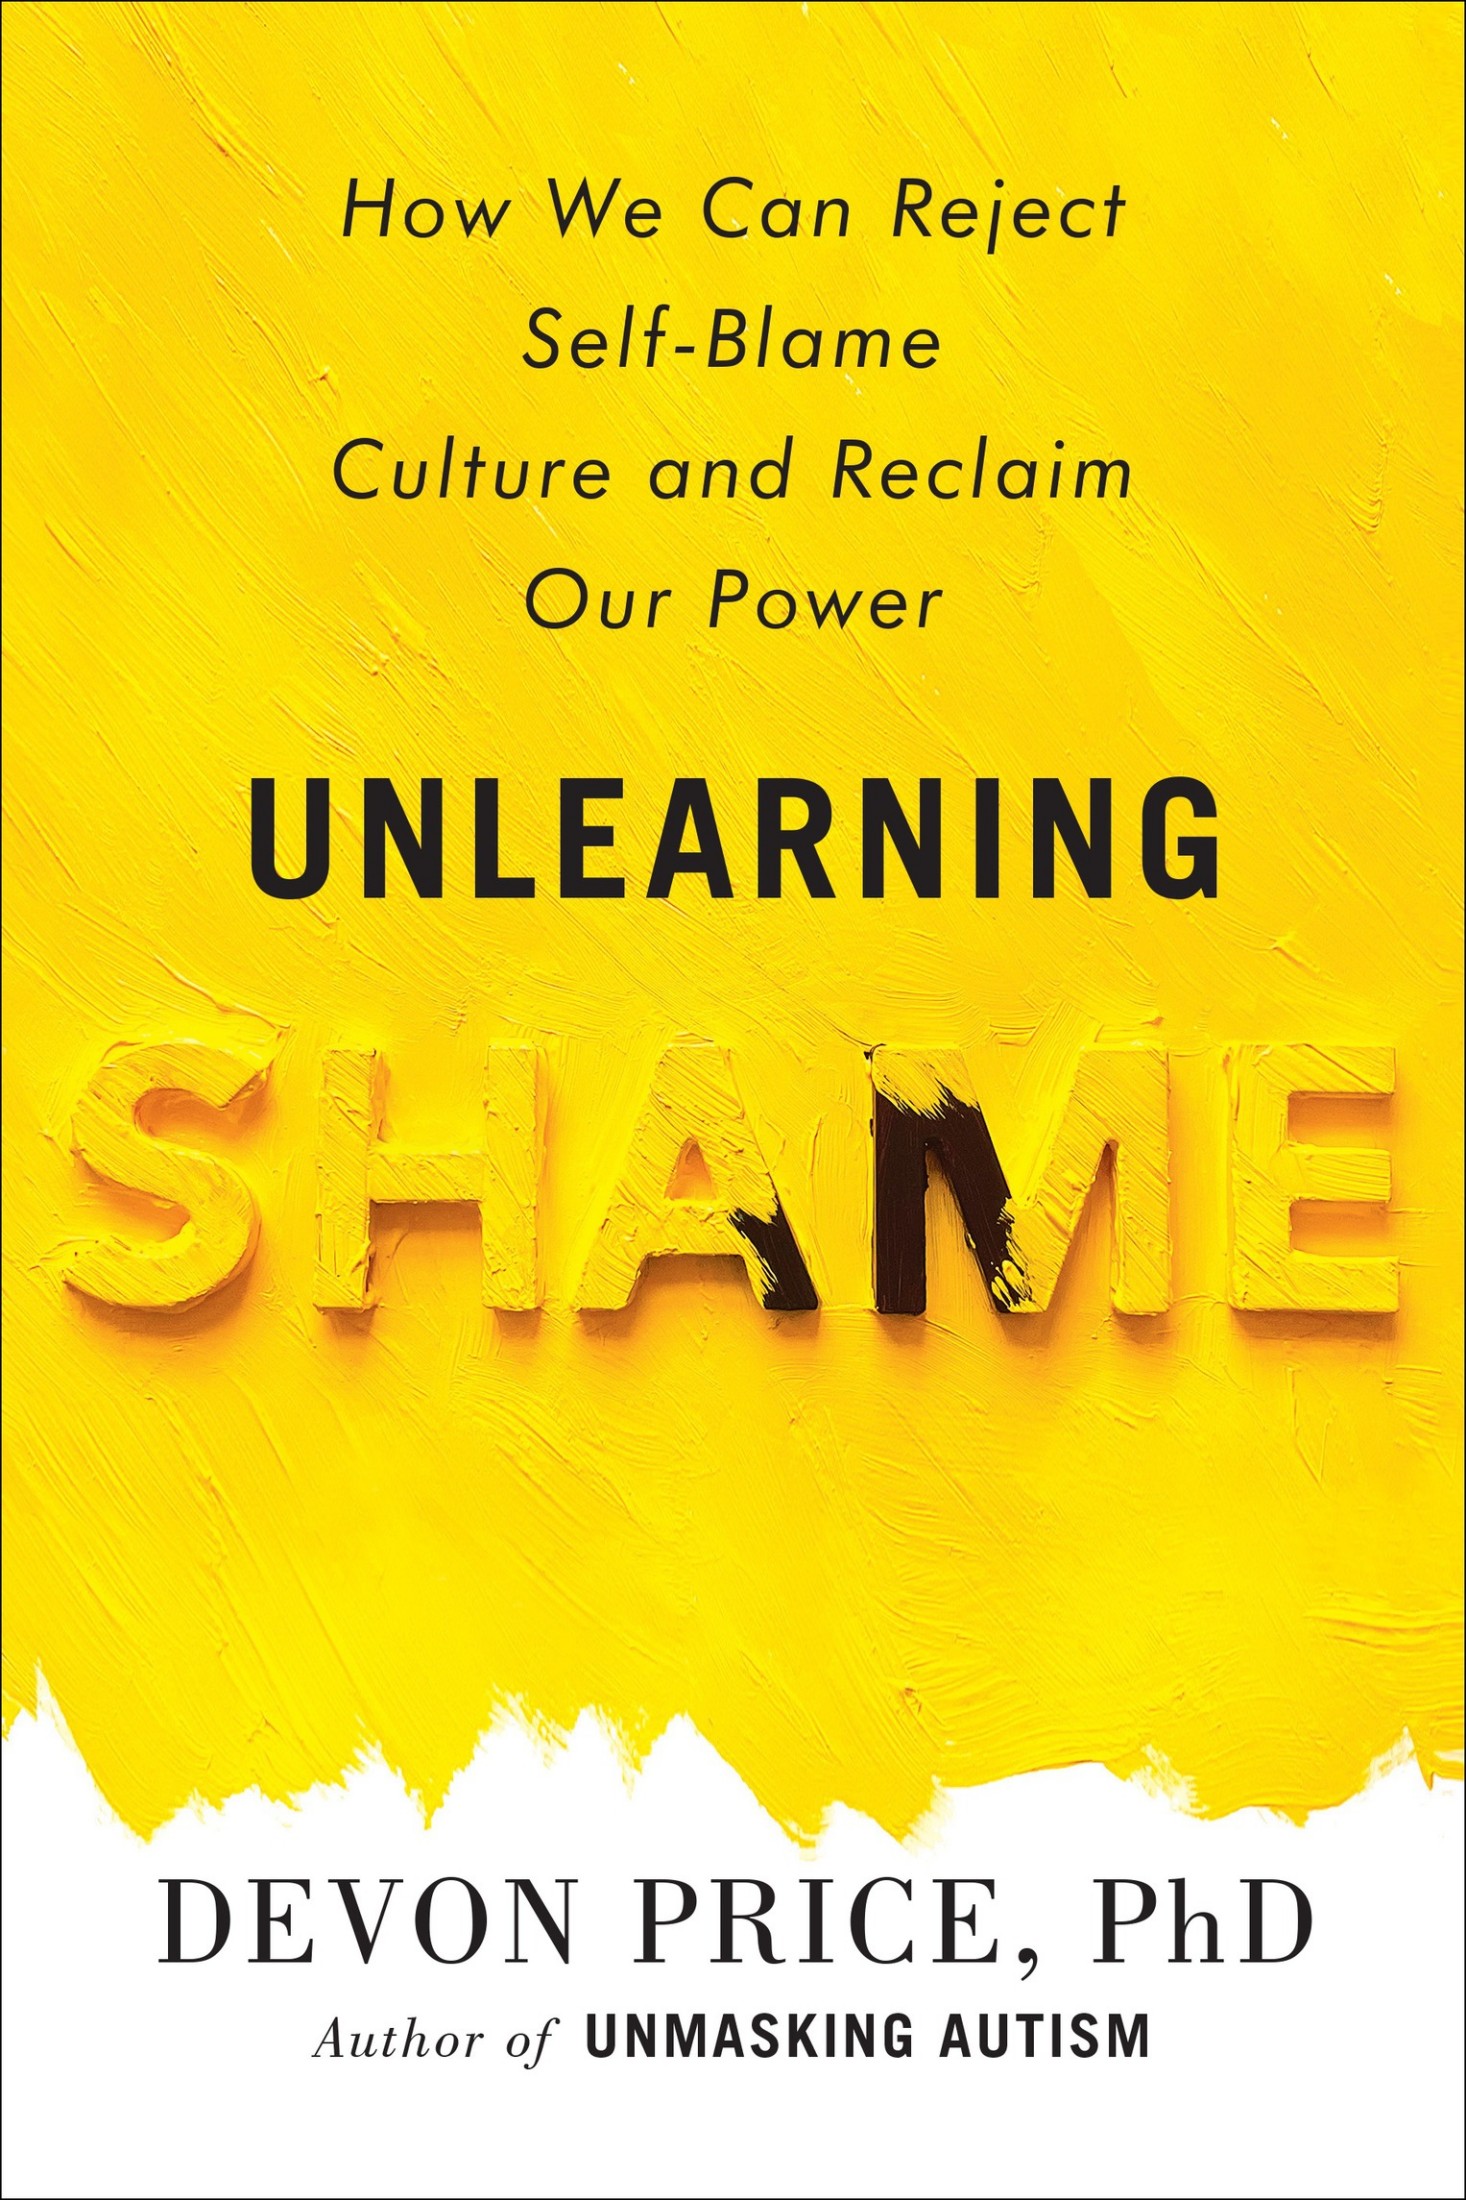 How We Can Reject
Self-Blame
Culture and Reclaim
Our Power
UNLEARNING
SHAME
DEVON PRICE, PhD
Author of UNMASKING AUTISM